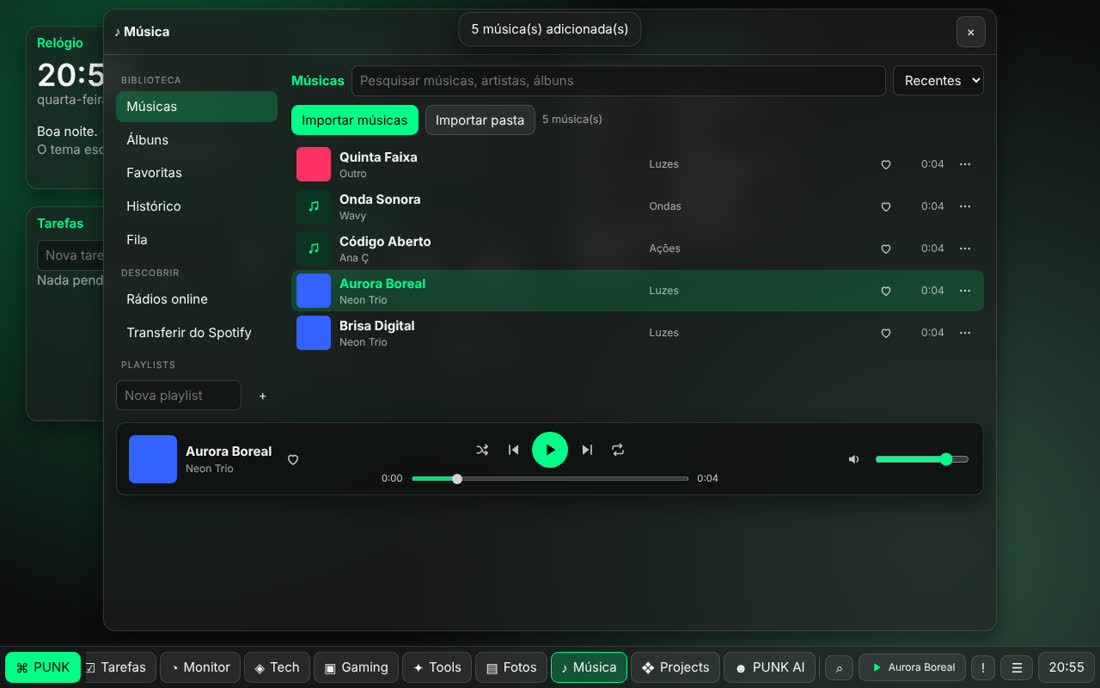 ♪ Música
5 música(s) adicionada(s)
×
Relógio
20:5
quarta-feir
Boa noite.
O tema esc
Tarefas
Nova tare
Nada pend
BIBLIOTECA
Músicas
Álbuns
Favoritas
Histórico
Fila
DESCOBRIR
Rádios online
Transferir do Spotify
PLAYLISTS
Nova playlist
+
Músicas
Pesquisar músicas, artistas, álbuns
Recentes
Importar músicas
Importar pasta
5 música(s)
Quinta Faixa
Outro
Luzes
0:04
Onda Sonora
Wavy
Ondas
0:04
Código Aberto
Ana Ç
Ações
0:04
Aurora Boreal
Neon Trio
Luzes
0:04
Brisa Digital
Neon Trio
Luzes
0:04
Aurora Boreal
Neon Trio
0:00
0:04
⌘ PUNK
Tarefas
Monitor
Tech
Gaming
Tools
Fotos
♪ Música
Projects
PUNK AI
Aurora Boreal
!
20:55